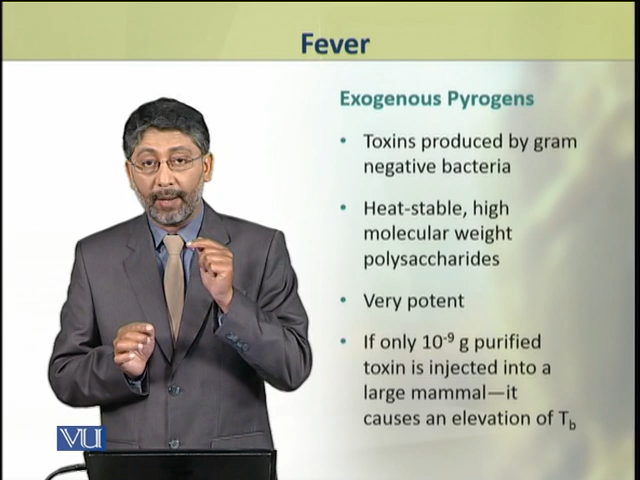 Fever
Exogenous Pyrogens
• Toxins produced by gram
negative bacteria
• Heat-stable, high
molecular weight
polysaccharides
• Very potent
• If only 10⁻⁹ g purified
toxin is injected into a
large mammal—it
causes an elevation of T_b
VU